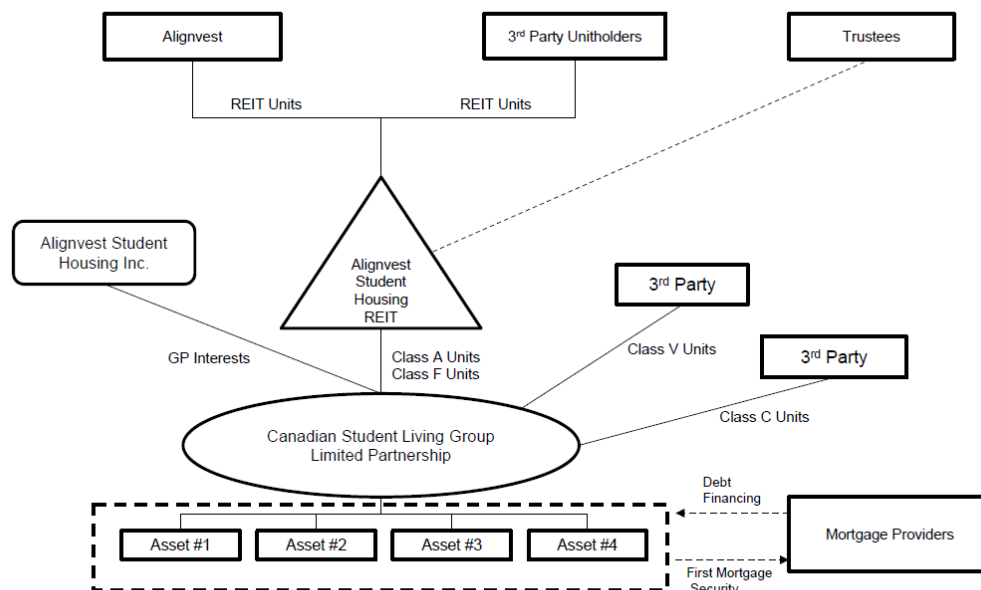 Alignvest
3rd Party Unitholders
Trustees
REIT Units
REIT Units
Alignvest Student
Housing Inc.
Alignvest
Student
Housing
REIT
3rd Party
3rd Party
GP Interests
Class A Units
Class F Units
Class V Units
Class C Units
Canadian Student Living Group
Limited Partnership
Debt
Financing
Asset #1
Asset #2
Asset #3
Asset #4
Mortgage Providers
First Mortgage
Security